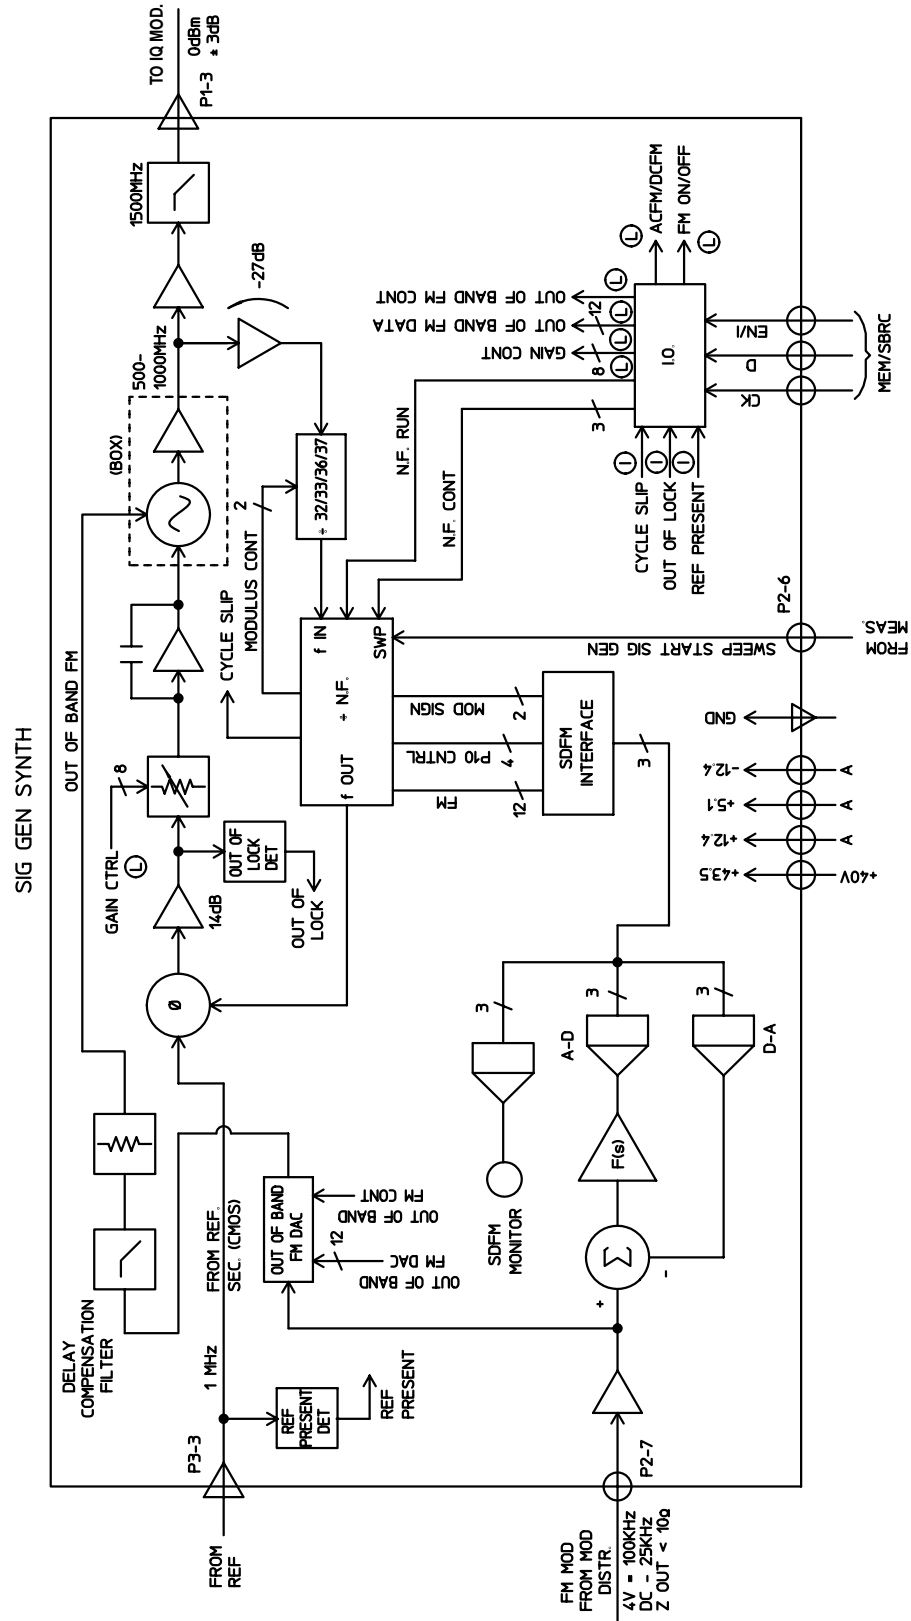 SIG GEN SYNTH
TO IQ MOD.
0dBm
± 3dB
P1-3
1500MHz
-27dB
500-
1000MHz
(BOX)
OUT OF BAND FM
÷ 32/33/36/37
2
MODULUS CONT
CYCLE SLIP
N.F. RUN
N.F. CONT
3
f IN
SWP
÷ N.F.
f OUT
GAIN CTRL
L
8
14dB
OUT OF
LOCK
DET
OUT OF
LOCK
Ø
ACFM/DCFM
FM ON/OFF
L
L
OUT OF BAND FM CONT
L
OUT OF BAND FM DATA
12
L
GAIN CONT
8
L
L
I.O.
EN/I
D
CK
MEM/SBRC
I
I
I
CYCLE SLIP
OUT OF LOCK
REF PRESENT
P2-6
FROM
MEAS.
SWEEP START SIG GEN
MOD SIGN
2
P10 CNTRL
4
FM
12
SDFM
INTERFACE
3
GND
-12.4
A
+5.1
A
+12.4
A
+43.5
+40V
3
3
3
A-D
D-A
F(s)
SDFM
MONITOR
Σ
+
-
DELAY
COMPENSATION
FILTER
FROM REF.
SEC. (CMOS)
1 MHz
OUT OF BAND
FM DAC
OUT OF BAND
FM CONT
12
OUT OF BAND
FM DAC
REF
PRESENT
DET
REF
PRESENT
P3-3
FROM
REF
P2-7
FM MOD
FROM MOD
DISTR.
4V = 100KHz
DC - 25KHz
Z OUT < 10Ω